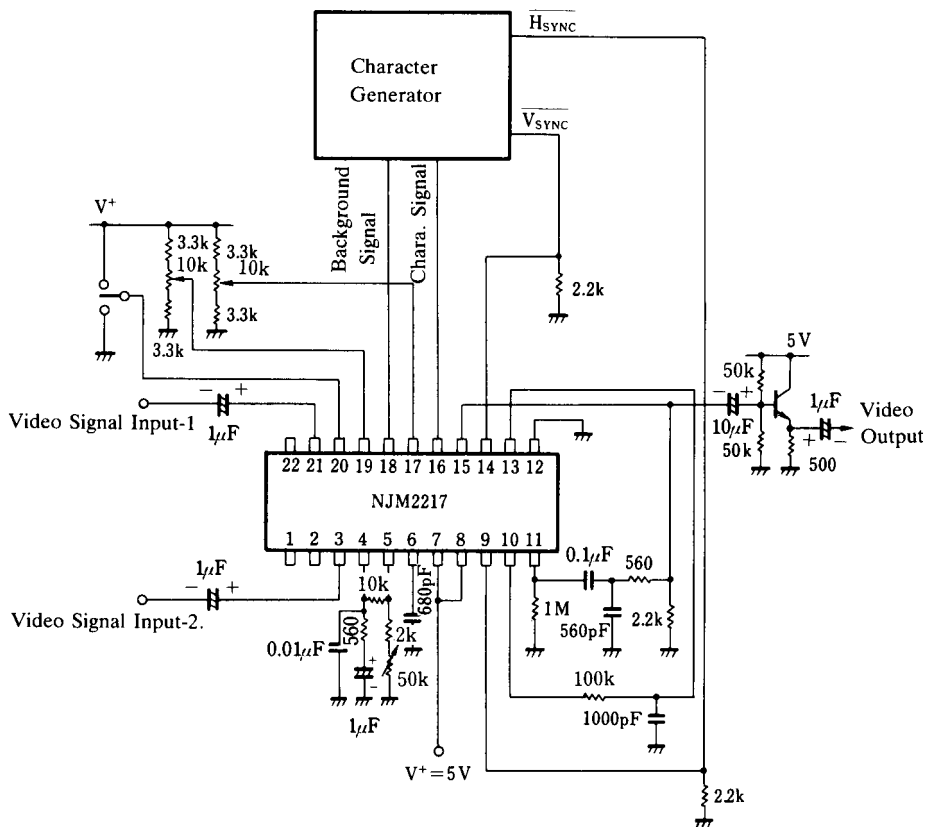 H̅S̅Y̅N̅C̅
Character
Generator
V̅S̅Y̅N̅C̅
Background
Signal
Chara. Signal
V+
3.3k
3.3k
10k
10k
3.3k
3.3k
2.2k
5V
50k
− +
1µF
Video
Output
10µF
+ −
50k
500
− +
Video Signal Input-1
1µF
22 21 20 19 18 17 16 15 14 13 12
NJM2217
1 2 3 4 5 6 7 8 9 10 11
1µF
− +
Video Signal Input-2.
10k
680pF
0.1µF
560
1M
560pF
2.2k
0.01µF
560
2k
+
−
50k
1µF
100k
1000pF
V+=5V
2.2k